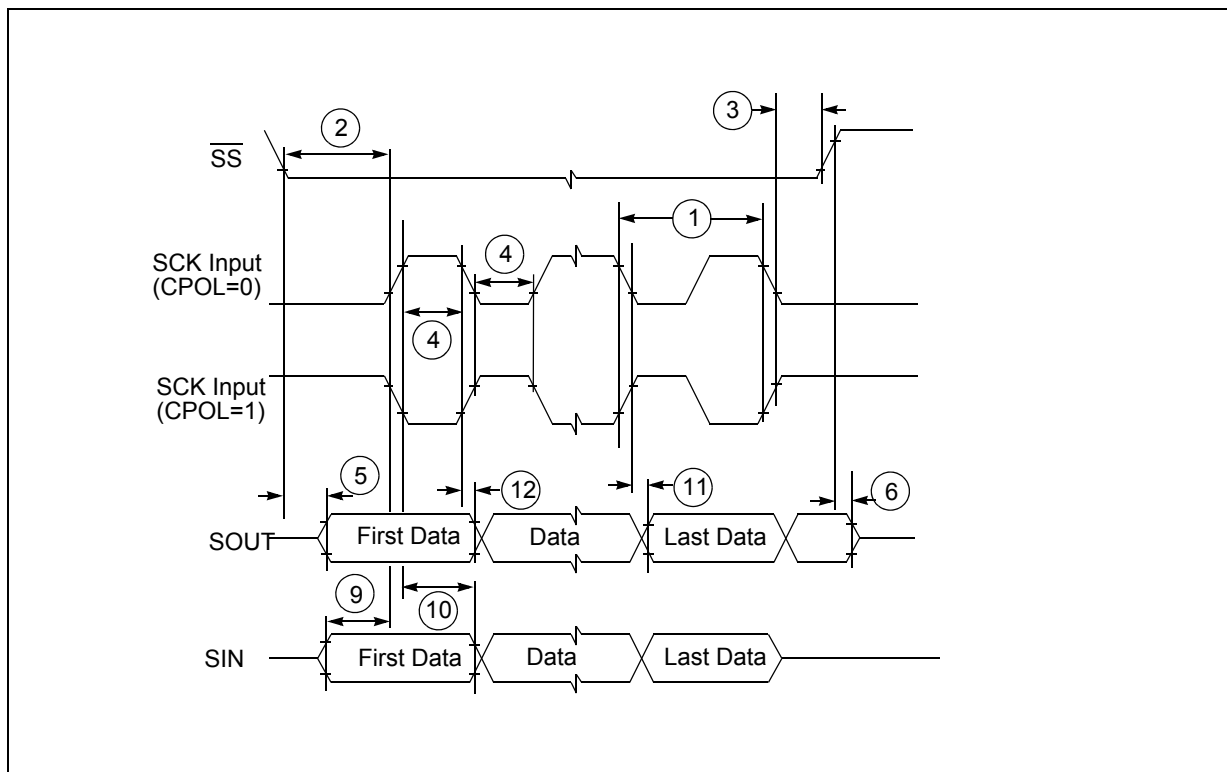 3
2
SS
1
4
SCK Input
(CPOL=0)
4
SCK Input
(CPOL=1)
5
12
11
6
SOUT
First Data
Data
Last Data
9
10
SIN
First Data
Data
Last Data